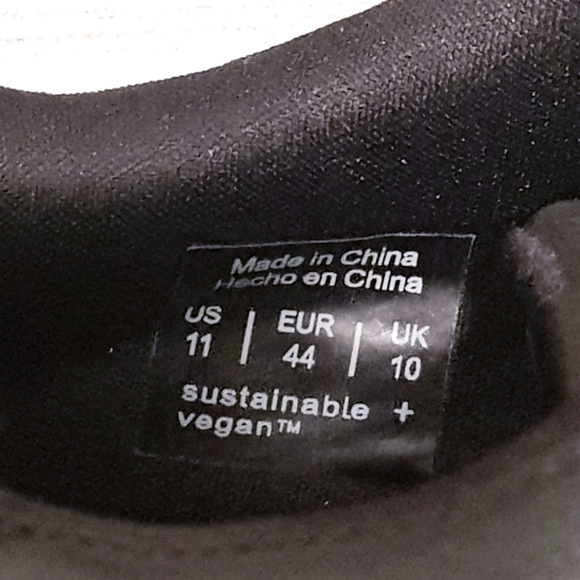 Made in China
Hecho en China
US | EUR | UK
11 | 44 | 10
sustainable +
vegan™